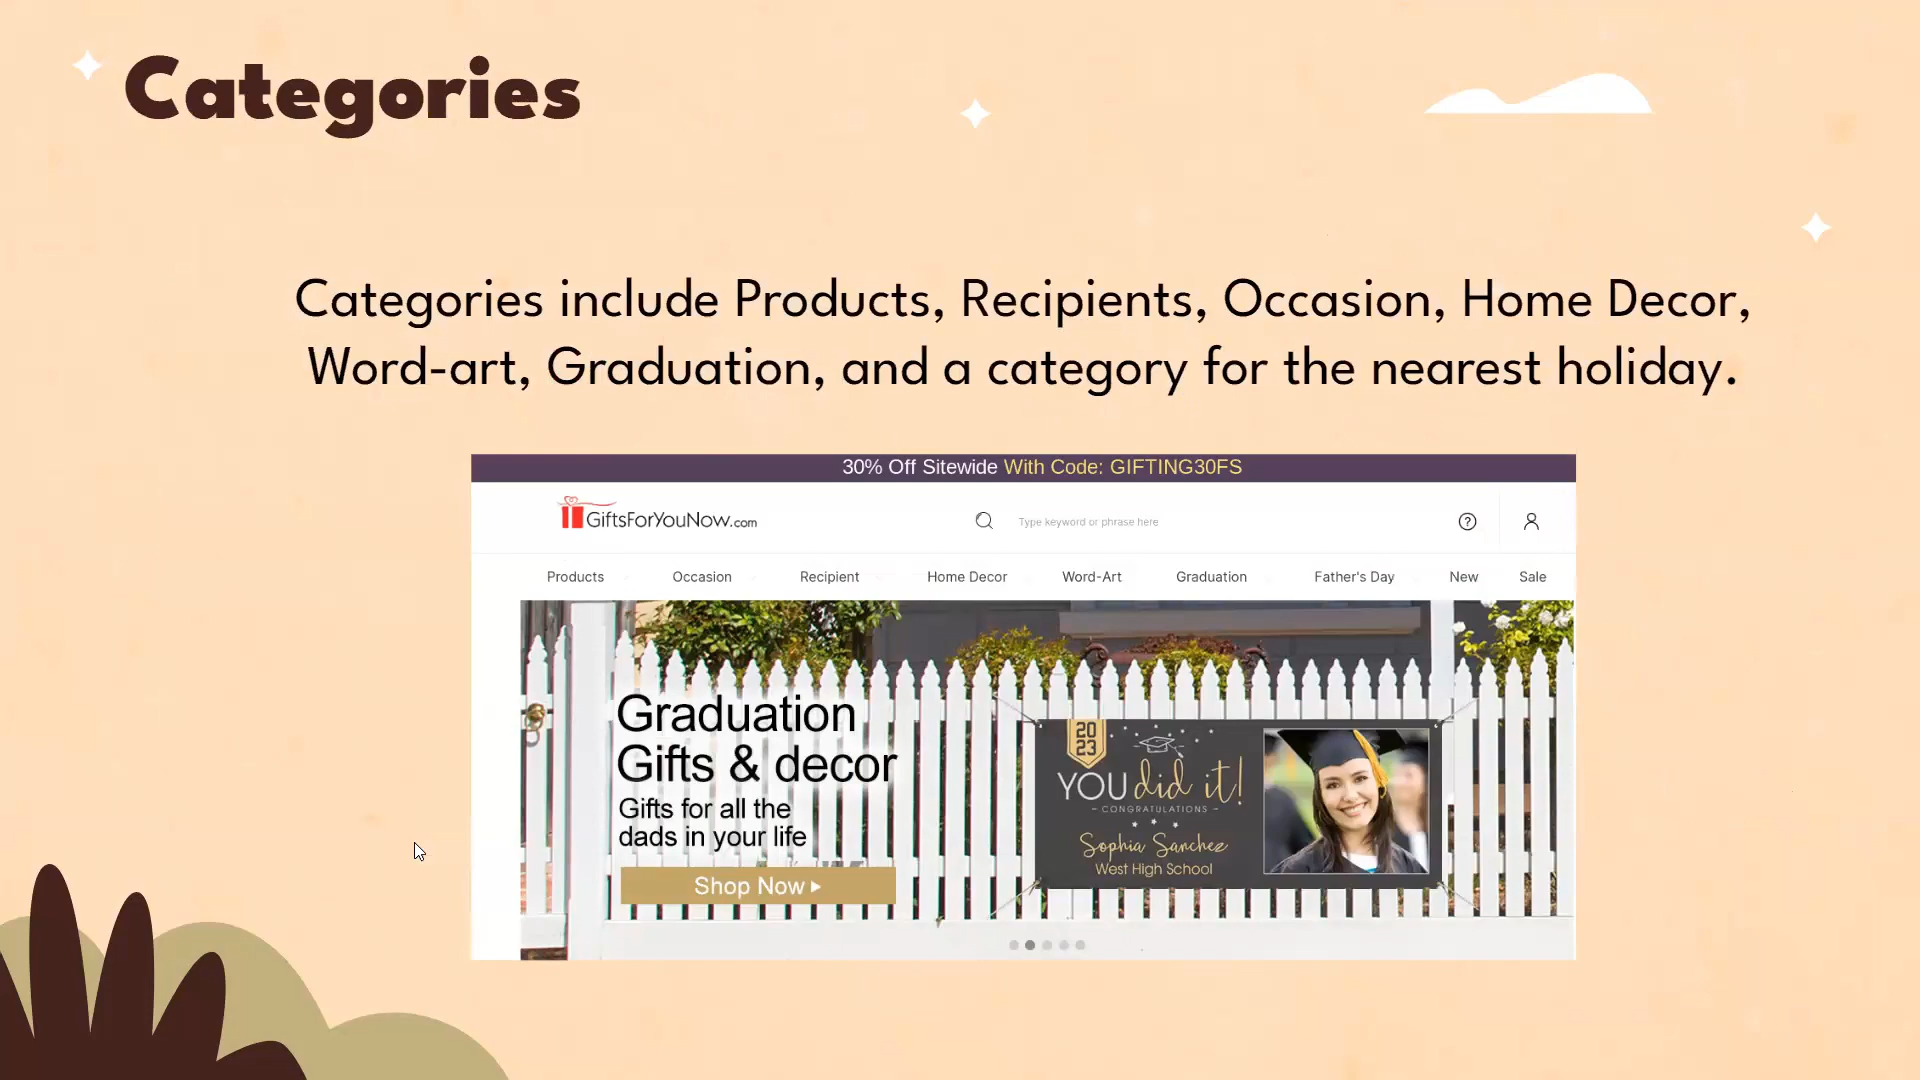 Categories
Categories include Products, Recipients, Occasion, Home Decor,
Word-art, Graduation, and a category for the nearest holiday.
30% Off Sitewide With Code: GIFTING30FS
GiftsForYouNow.com
Type keyword or phrase here
?
Products Occasion Recipient Home Decor Word-Art Graduation Father's Day New Sale
Graduation
Gifts & decor
Gifts for all the
dads in your life
Shop Now
20
23
YOU did it!
CONGRATULATIONS
Sophia Sanchez
West High School